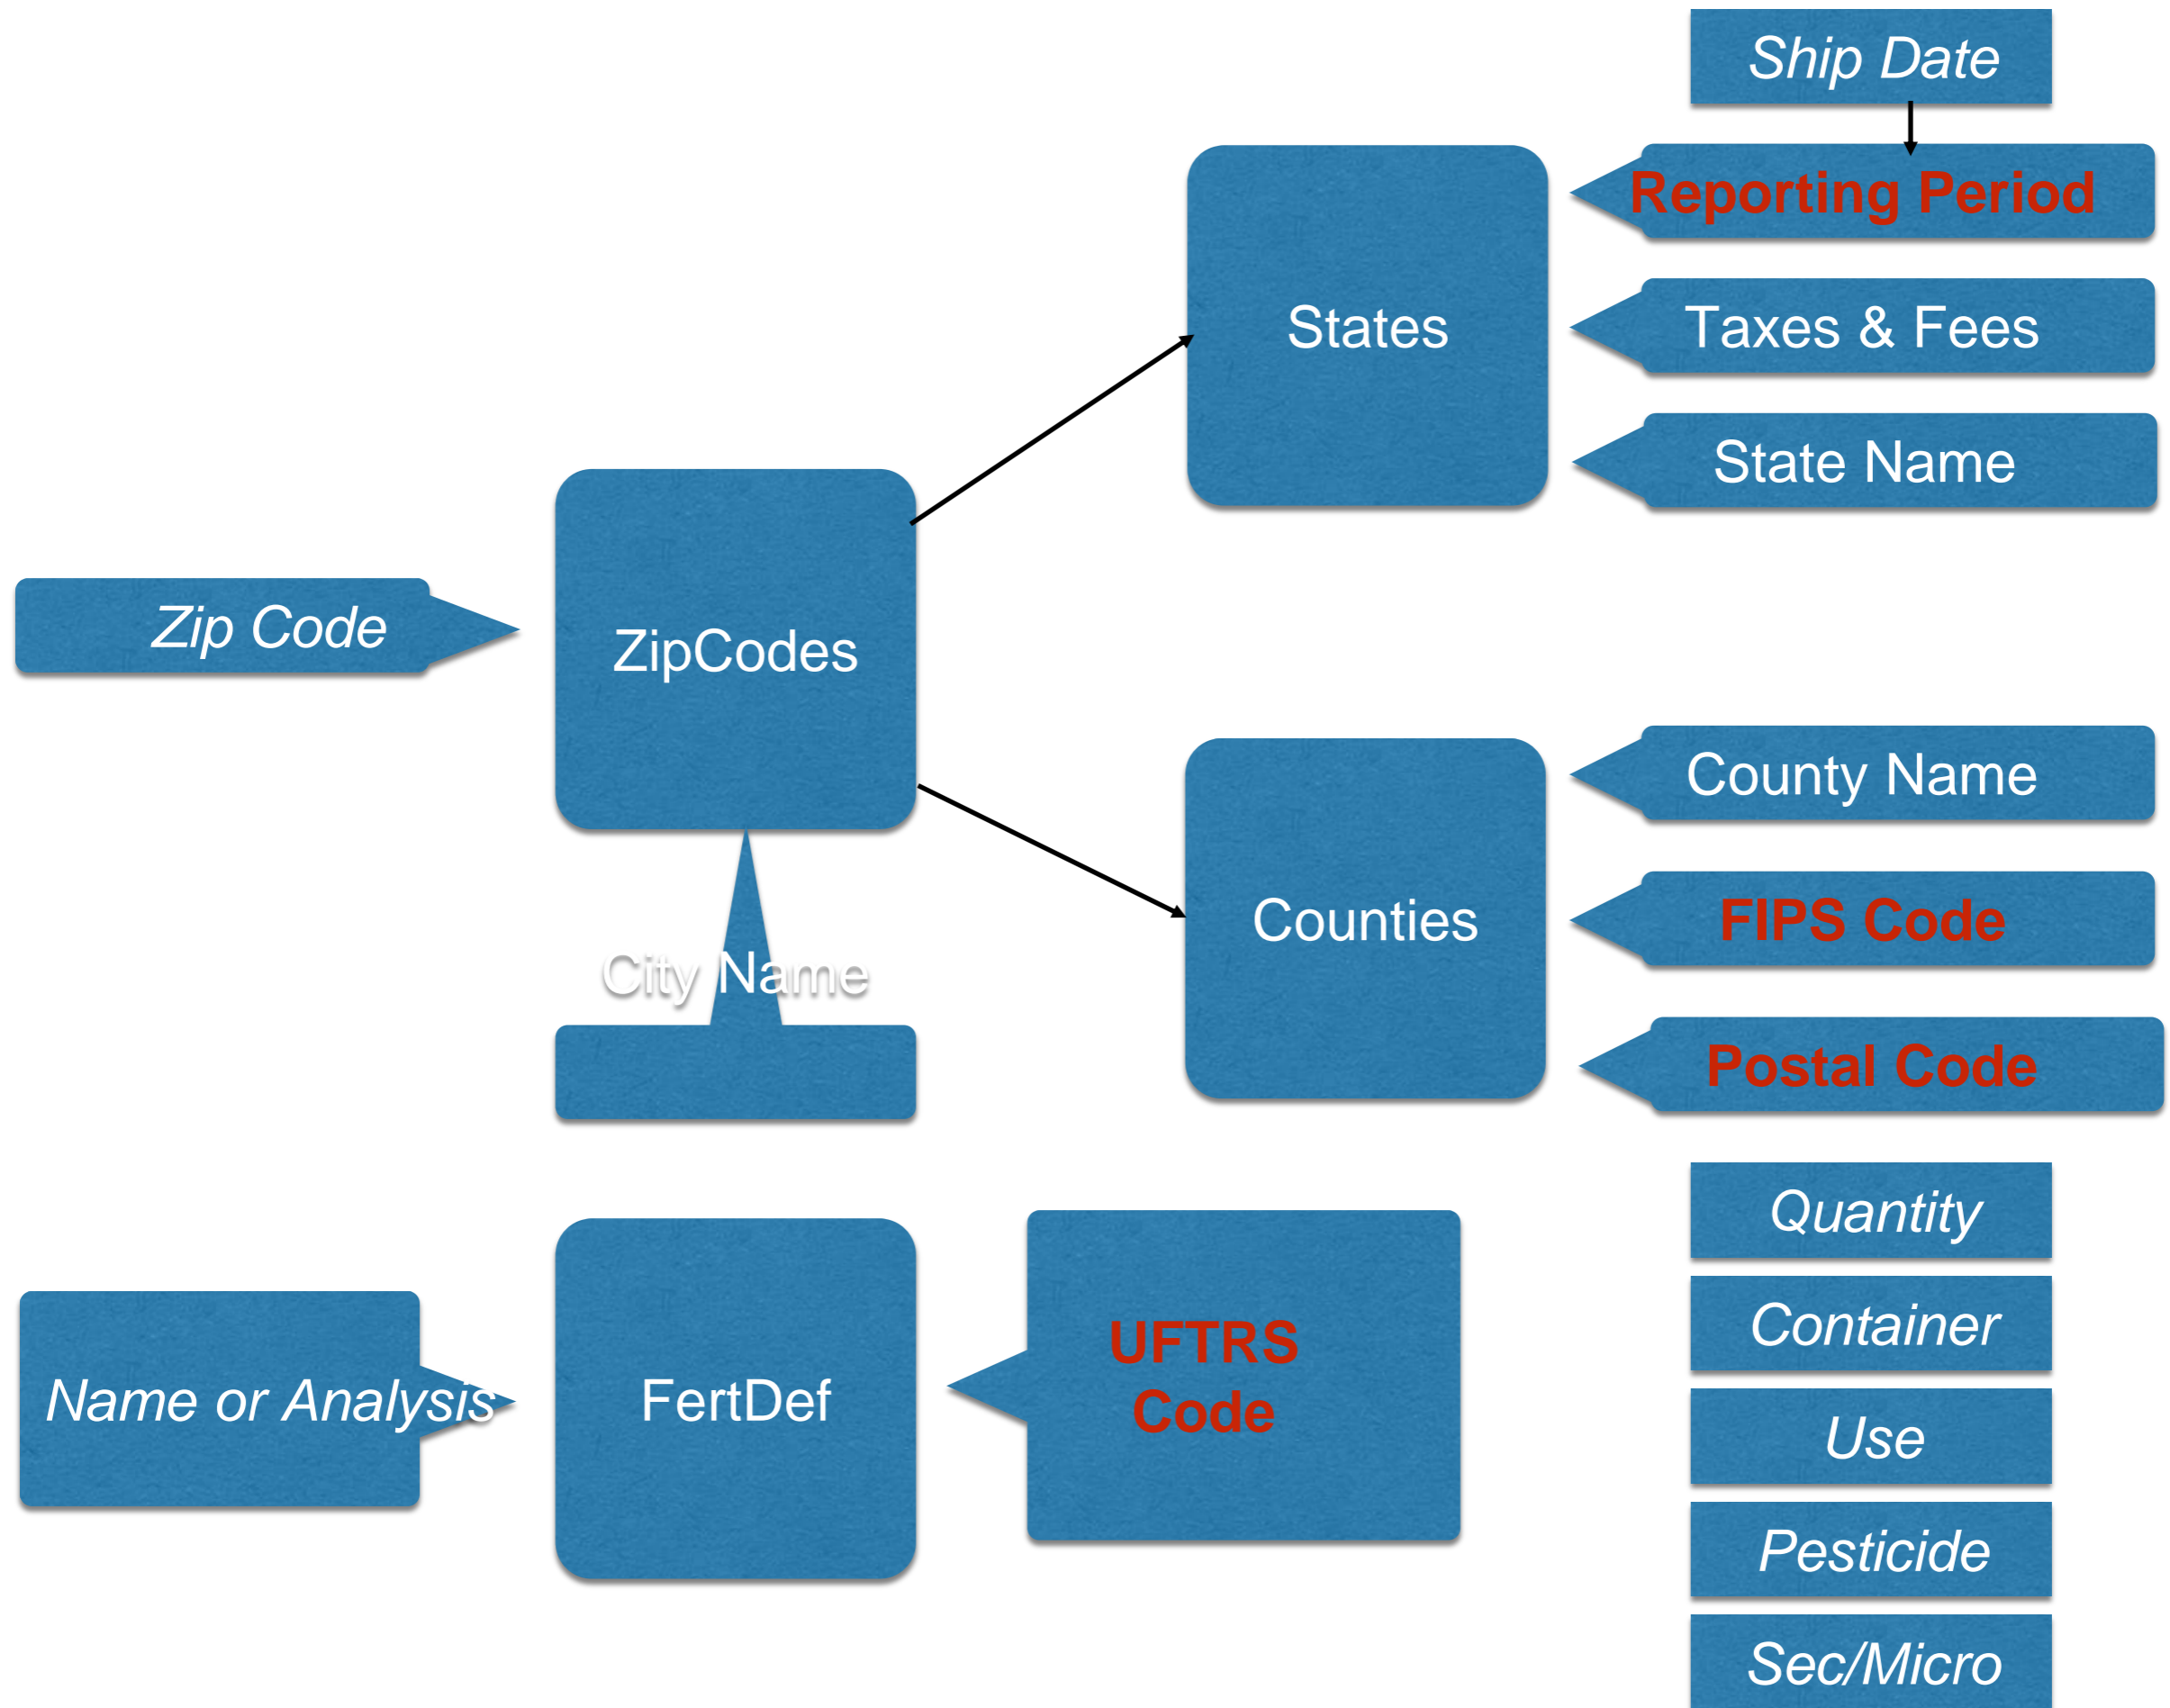 Ship Date
Reporting Period
States
Taxes & Fees
State Name
Zip Code
ZipCodes
County Name
Counties
FIPS Code
City Name
Postal Code
Quantity
Container
UFTRS
Code
Name or Analysis
FertDef
Use
Pesticide
Sec/Micro